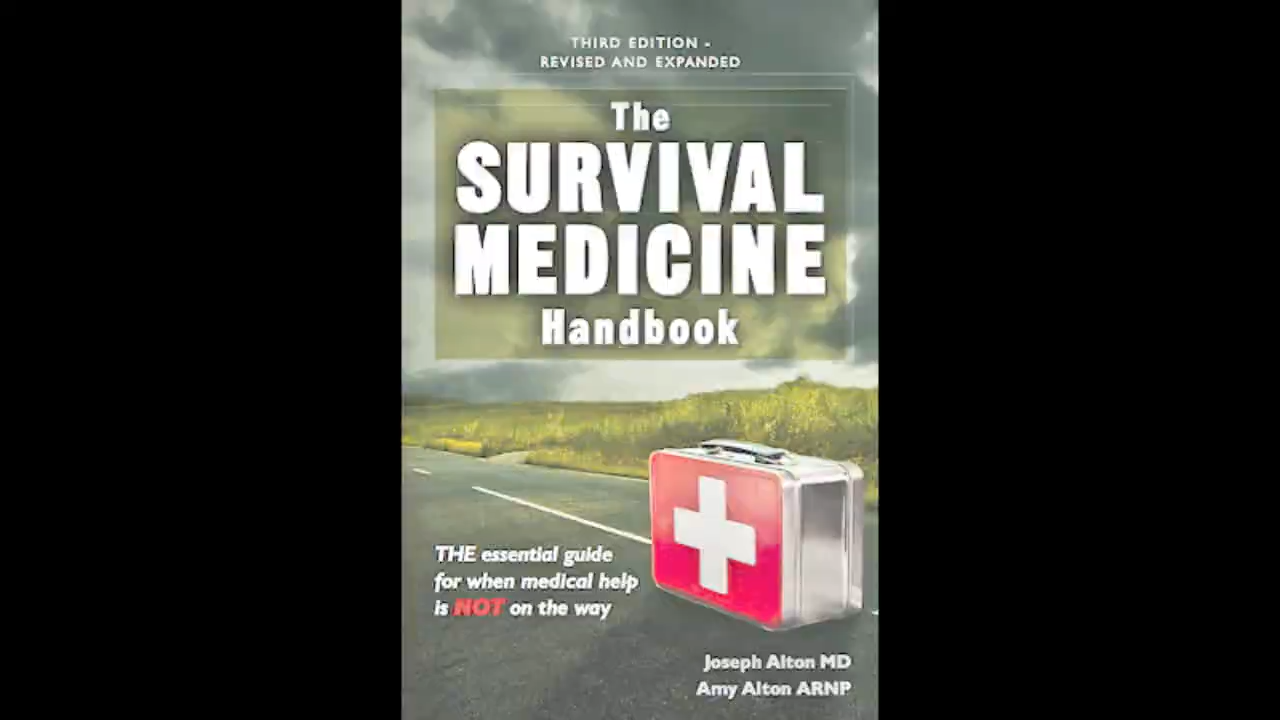 THIRD EDITION -
REVISED AND EXPANDED
The
SURVIVAL
MEDICINE
Handbook
THE essential guide
for when medical help
is NOT on the way
Joseph Alton MD
Amy Alton ARNP